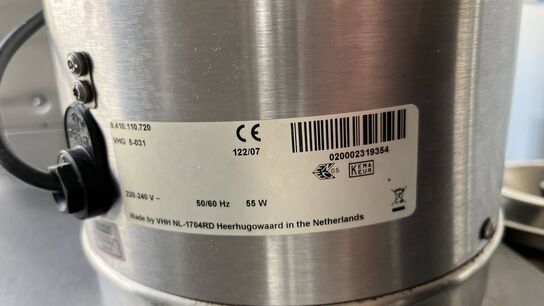 8.410.110.720
VHG 5-031
CE
122/07
020002319354
05
KEMA
KEUR
220-240 V ~ 50/60 Hz 55 W
Made by VHH NL-1704RD Heerhugowaard in the Netherlands